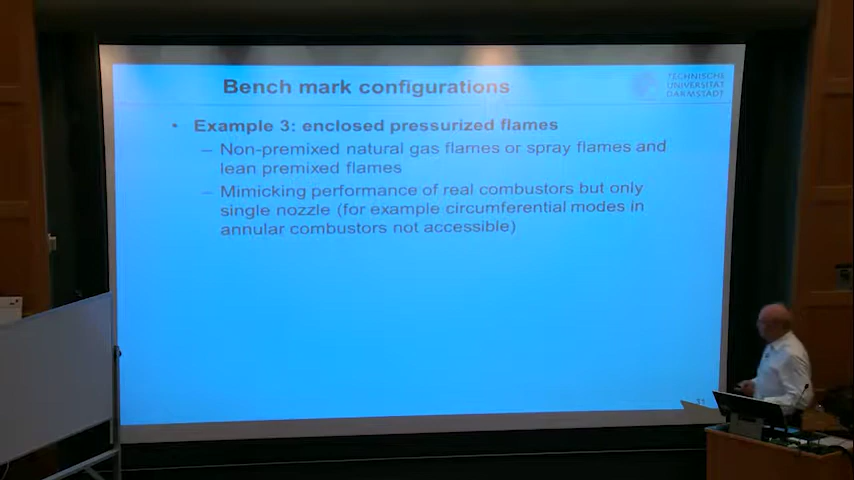 Bench mark configurations
TECHNISCHE
UNIVERSITÄT
DARMSTADT
• Example 3: enclosed pressurized flames
– Non-premixed natural gas flames or spray flames and
lean premixed flames
– Mimicking performance of real combustors but only
single nozzle (for example circumferential modes in
annular combustors not accessible)